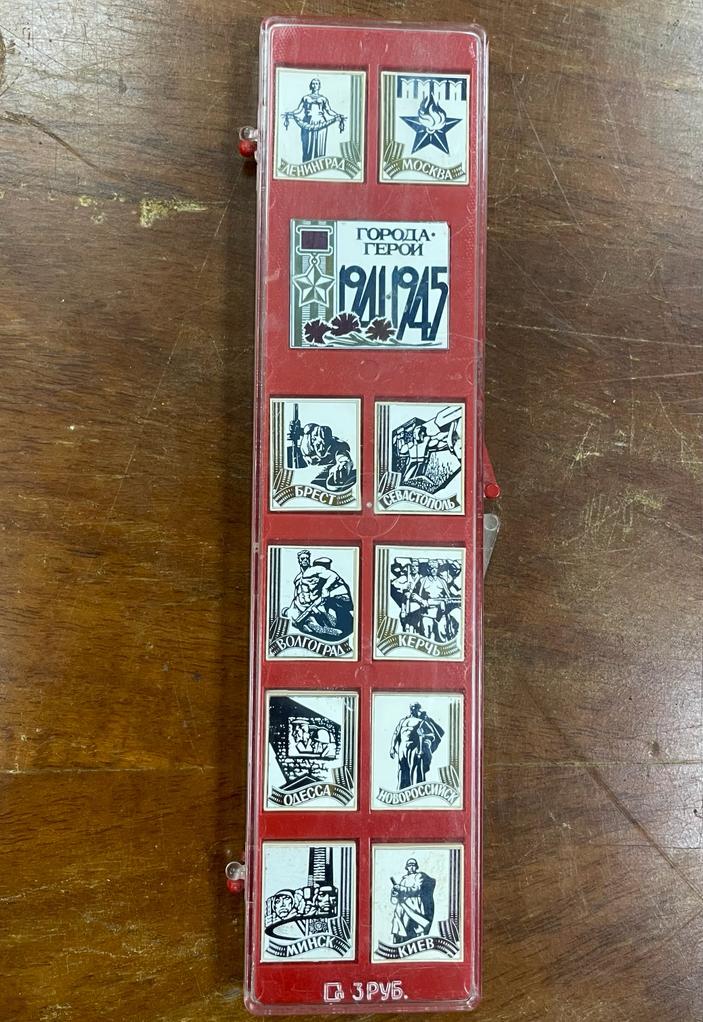 ЛЕНИНГРАД
МОСКВА
ГОРОДА·
ГЕРОИ
1941 1945
БРЕСТ
СЕВАСТОПОЛЬ
ВОЛГОГРАД
КЕРЧЬ
ОДЕССА
НОВОРОССИЙСК
МИНСК
КИЕВ
3 РУБ.